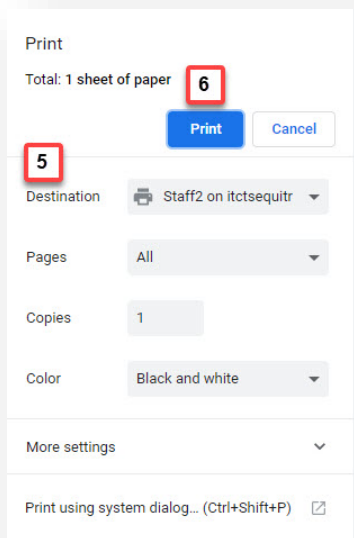 Print
Total: 1 sheet of paper
6
Print Cancel
5
Destination Staff2 on itctsequitr
Pages All
Copies 1
Color Black and white
More settings
Print using system dialog... (Ctrl+Shift+P)